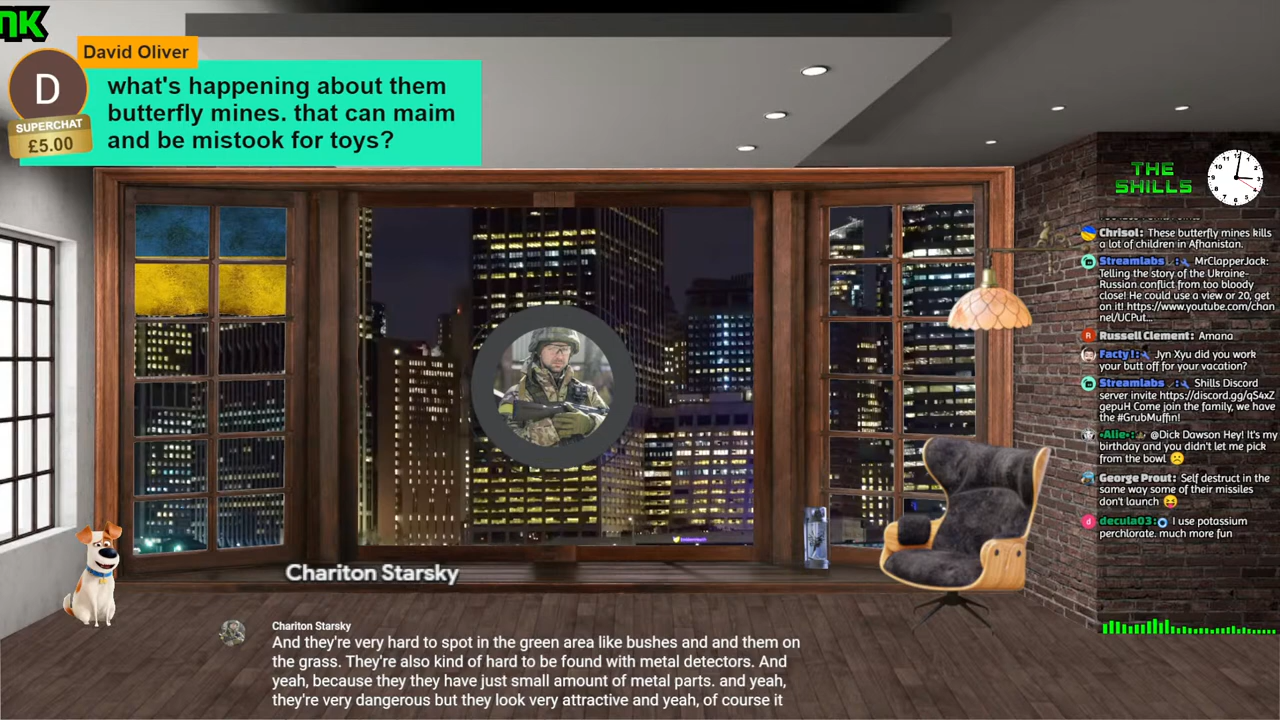 NK
David Oliver
D
SUPERCHAT
£5.00
what's happening about them
butterfly mines. that can maim
and be mistook for toys?
THE
SHILLS
Chrisol: These butterfly mines kills
a lot of children in Afhanistan.
Streamlabs: MrClapperJack:
Telling the story of the Ukraine-
Russian conflict from too bloody
close! He could use a view or 20, get
on it! https://www.youtube.com/chan
nel/UCPut...
Russell Clement: Amana
Facty!: Jyn Xyu did you work
your butt off for your vacation?
Streamlabs: Shills Discord
server invite https://discord.gg/qS4xZ
qepuH Come join the family, we have
the #GrubMuffin!
•Alie•: @Dick Dawson Hey! It's my
birthday and you didn't let me pick
from the bowl ☹️
George Prout: Self destruct in the
same way some of their missiles
don't launch 😝
decula03: I use potassium
perchlorate. much more fun
Chariton Starsky
Chariton Starsky
And they're very hard to spot in the green area like bushes and and them on
the grass. They're also kind of hard to be found with metal detectors. And
yeah, because they they have just small amount of metal parts. and yeah,
they're very dangerous but they look very attractive and yeah, of course it